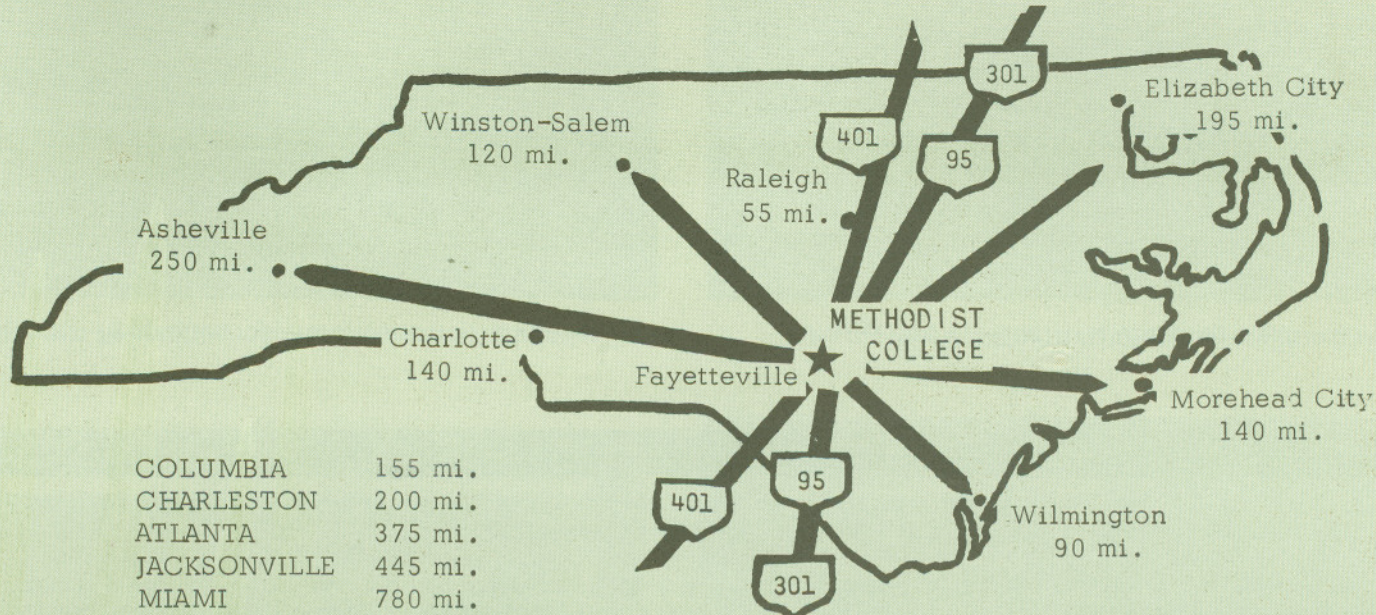 301
Elizabeth City
195 mi.
Winston-Salem
120 mi.
401
95
Raleigh
55 mi.
Asheville
250 mi.
METHODIST
COLLEGE
Charlotte
140 mi.
Fayetteville
Morehead City
140 mi.
95
401
Wilmington
90 mi.
301
COLUMBIA 155 mi.
CHARLESTON 200 mi.
ATLANTA 375 mi.
JACKSONVILLE 445 mi.
MIAMI 780 mi.